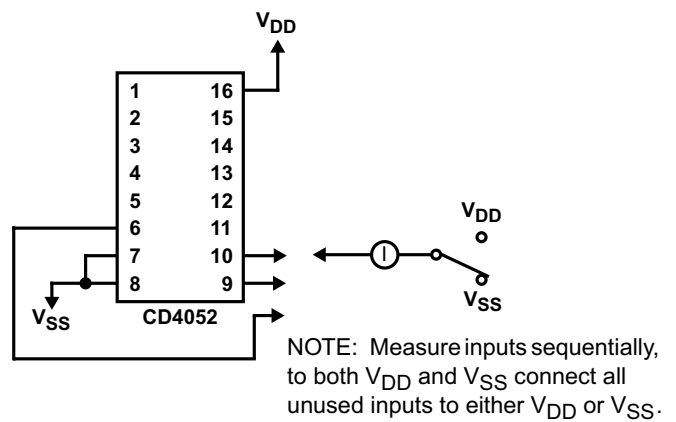 VDD
1 16
2 15
3 14
4 13
5 12
6 11
7 10
8 9
VSS
CD4052
I
VDD
VSS
NOTE: Measure inputs sequentially,
to both VDD and VSS connect all
unused inputs to either VDD or VSS.